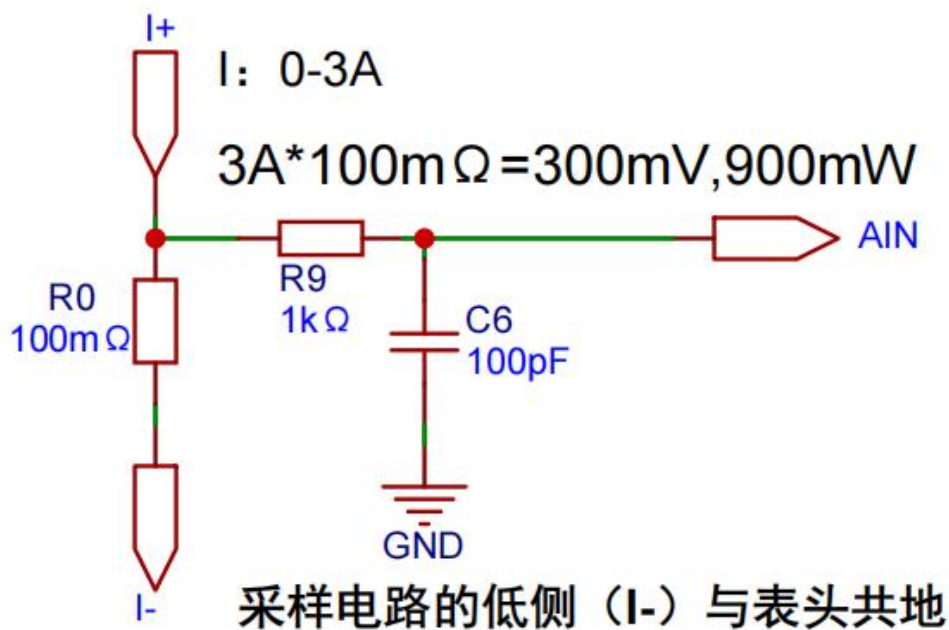 I+
I：0-3A
3A*100mΩ=300mV,900mW
AIN
R0
100mΩ
R9
1kΩ
C6
100pF
GND
I-
采样电路的低侧（I-）与表头共地